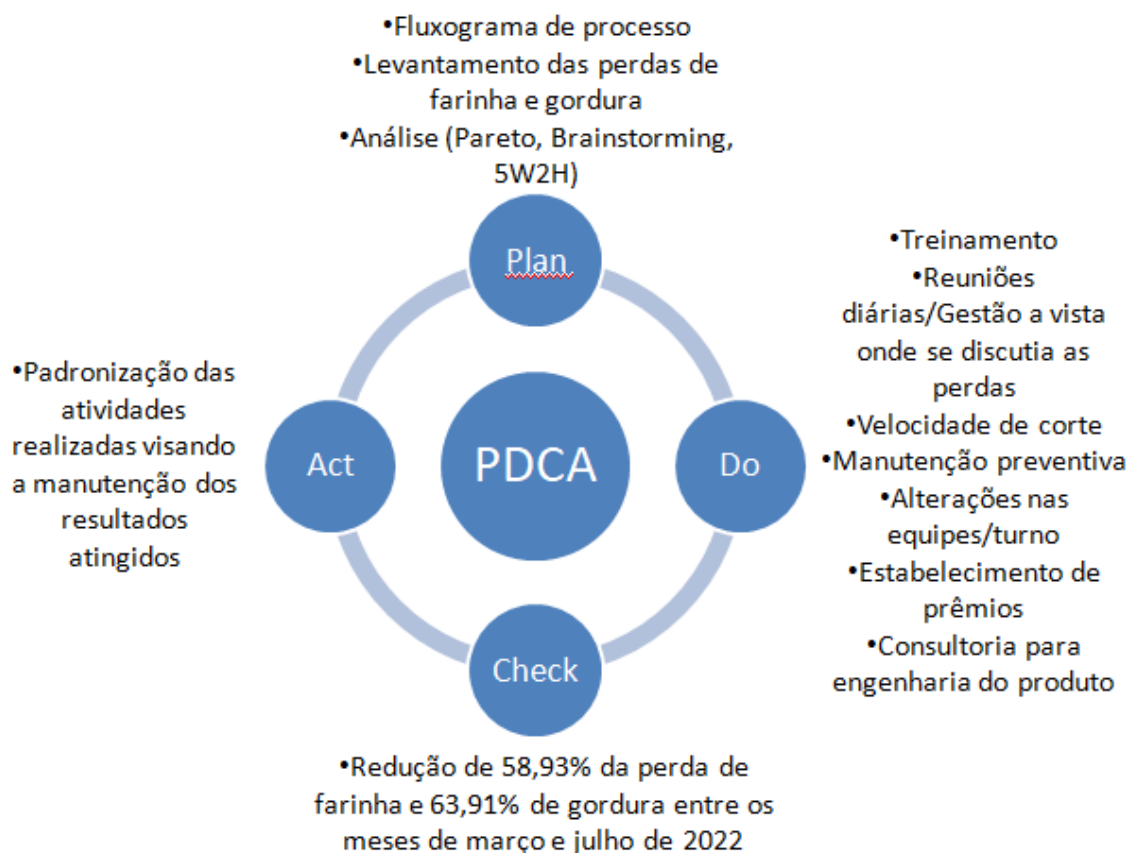 •Fluxograma de processo
•Levantamento das perdas de
farinha e gordura
•Análise (Pareto, Brainstorming,
5W2H)
Plan
•Treinamento
•Reuniões
diárias/Gestão a vista
onde se discutia as
perdas
•Velocidade de corte
•Manutenção preventiva
•Alterações nas
equipes/turno
•Estabelecimento de
prêmios
•Consultoria para
engenharia do produto
Do
PDCA
Act
•Padronização das
atividades
realizadas visando
a manutenção dos
resultados
atingidos
Check
•Redução de 58,93% da perda de
farinha e 63,91% de gordura entre os
meses de março e julho de 2022